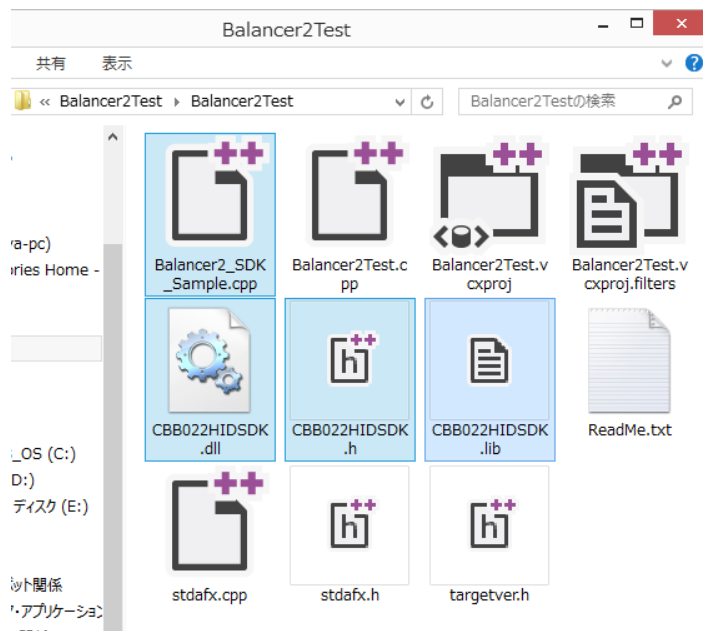 Balancer2Test
共有 表示
« Balancer2Test Balancer2Test Balancer2Testの検索
/a-pc)
ories Home -
Balancer2_SDK
_Sample.cpp
Balancer2Test.c
pp
Balancer2Test.v
cxproj
Balancer2Test.v
cxproj.filters
_OS (C:)
D:)
ディスク (E:)
CBB022HIDSDK
.dll
CBB022HIDSDK
.h
CBB022HIDSDK
.lib
ReadMe.txt
ット関係
・アプリケーション
stdafx.cpp
stdafx.h
targetver.h